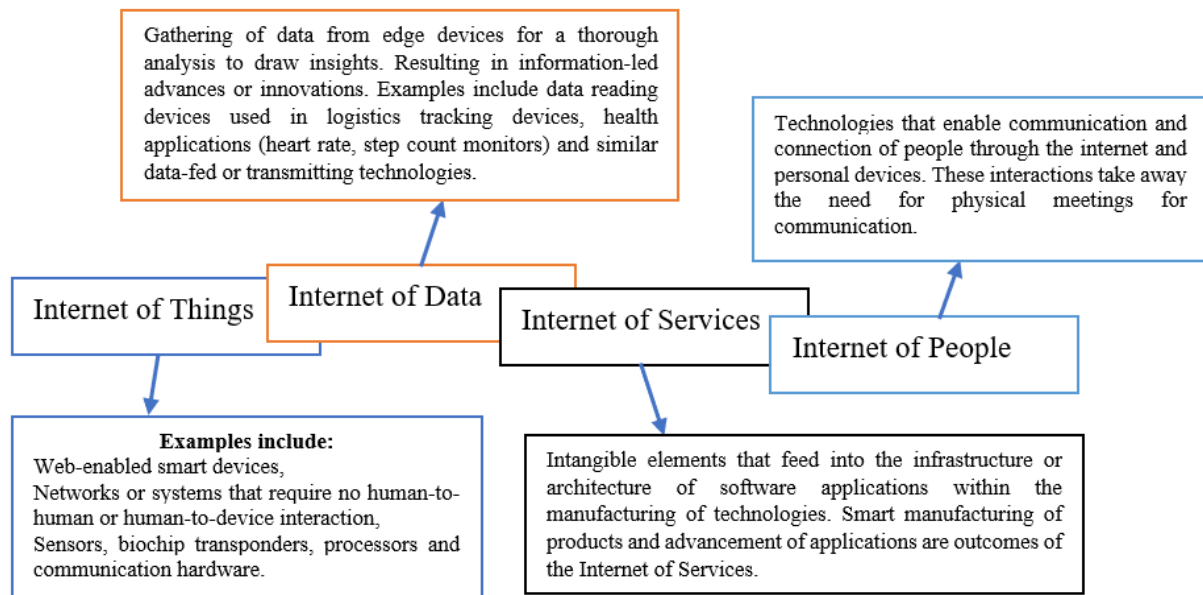 Gathering of data from edge devices for a thorough
analysis to draw insights. Resulting in information-led
advances or innovations. Examples include data reading
devices used in logistics tracking devices, health
applications (heart rate, step count monitors) and similar
data-fed or transmitting technologies.
Technologies that enable communication and
connection of people through the internet and
personal devices. These interactions take away
the need for physical meetings for
communication.
Internet of Things
Internet of Data
Internet of Services
Internet of People
Examples include:
Web-enabled smart devices,
Networks or systems that require no human-to-
human or human-to-device interaction,
Sensors, biochip transponders, processors and
communication hardware.
Intangible elements that feed into the infrastructure or
architecture of software applications within the
manufacturing of technologies. Smart manufacturing of
products and advancement of applications are outcomes of
the Internet of Services.